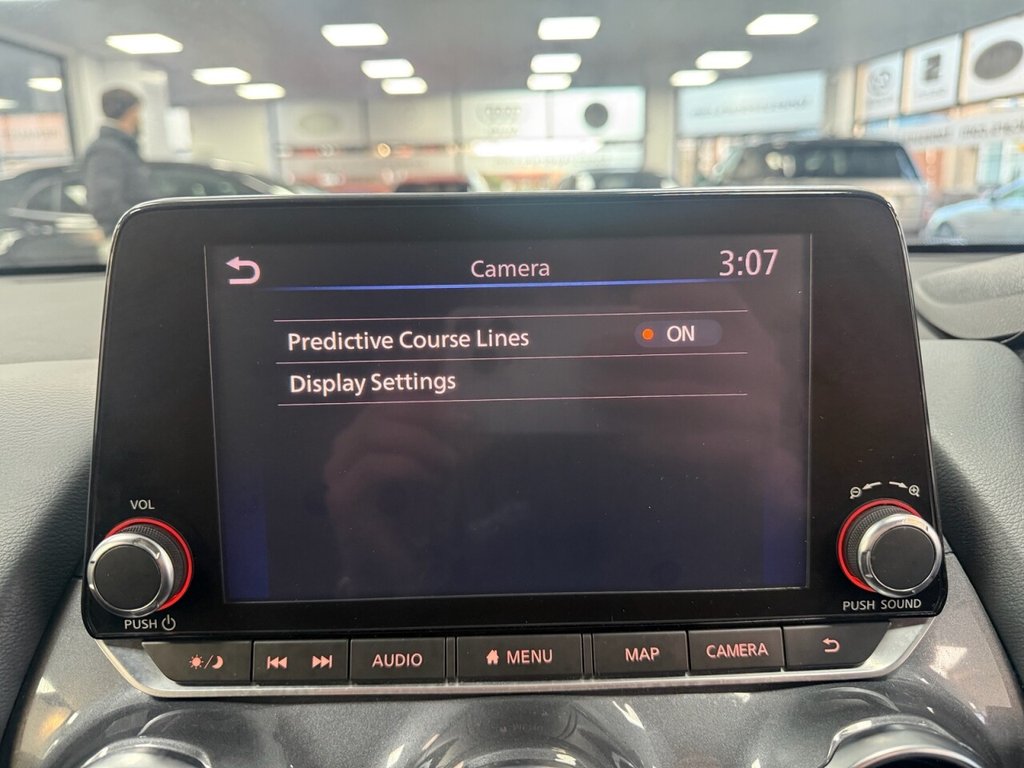 Camera
3:07
Predictive Course Lines
ON
Display Settings
VOL
PUSH
PUSH SOUND
AUDIO
MENU
MAP
CAMERA